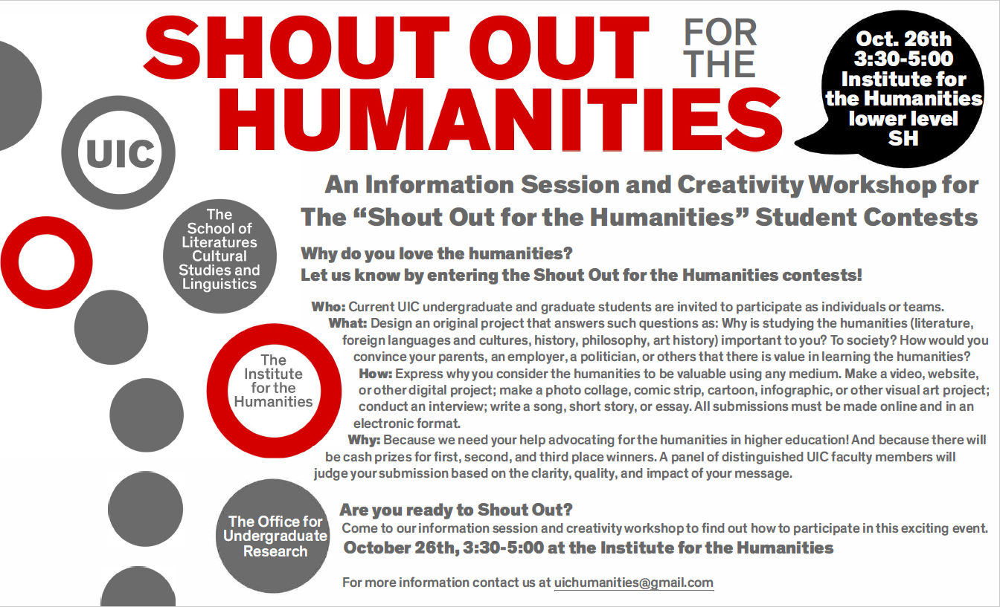 SHOUT OUT FOR THE
HUMANITIES
Oct. 26th
3:30-5:00
Institute for
the Humanities
lower level
SH
UIC
The
School of
Literatures
Cultural
Studies and
Linguistics
The
Institute
for the
Humanities
The Office for
Undergraduate
Research
An Information Session and Creativity Workshop for
The “Shout Out for the Humanities” Student Contests
Why do you love the humanities?
Let us know by entering the Shout Out for the Humanities contests!
Who: Current UIC undergraduate and graduate students are invited to participate as individuals or teams.
What: Design an original project that answers such questions as: Why is studying the humanities (literature,
foreign languages and cultures, history, philosophy, art history) important to you? To society? How would you
convince your parents, an employer, a politician, or others that there is value in learning the humanities?
How: Express why you consider the humanities to be valuable using any medium. Make a video, website,
or other digital project; make a photo collage, comic strip, cartoon, infographic, or other visual art project;
conduct an interview; write a song, short story, or essay. All submissions must be made online and in an
electronic format.
Why: Because we need your help advocating for the humanities in higher education! And because there will
be cash prizes for first, second, and third place winners. A panel of distinguished UIC faculty members will
judge your submission based on the clarity, quality, and impact of your message.
Are you ready to Shout Out?
Come to our information session and creativity workshop to find out how to participate in this exciting event.
October 26th, 3:30-5:00 at the Institute for the Humanities
For more information contact us at uichumanities@gmail.com